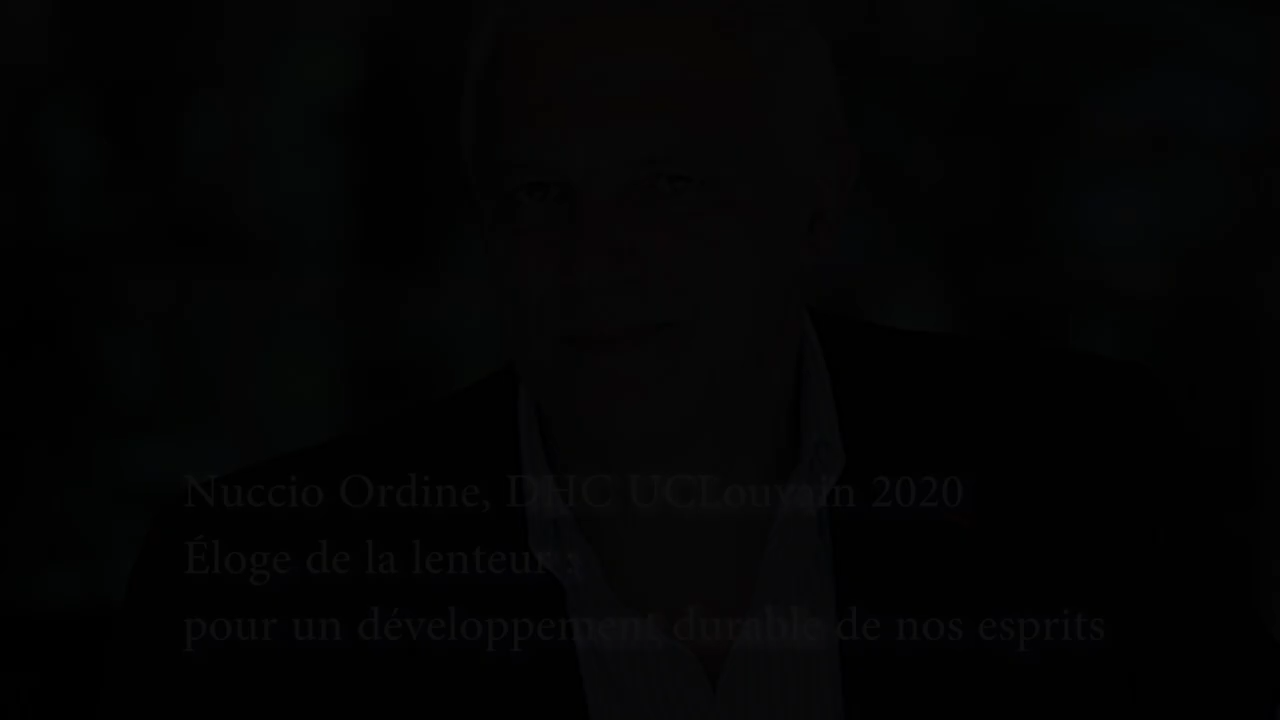 Nuccio Ordine, DHC UCLouvain 2020
Éloge de la lenteur :
pour un développement durable de nos esprits